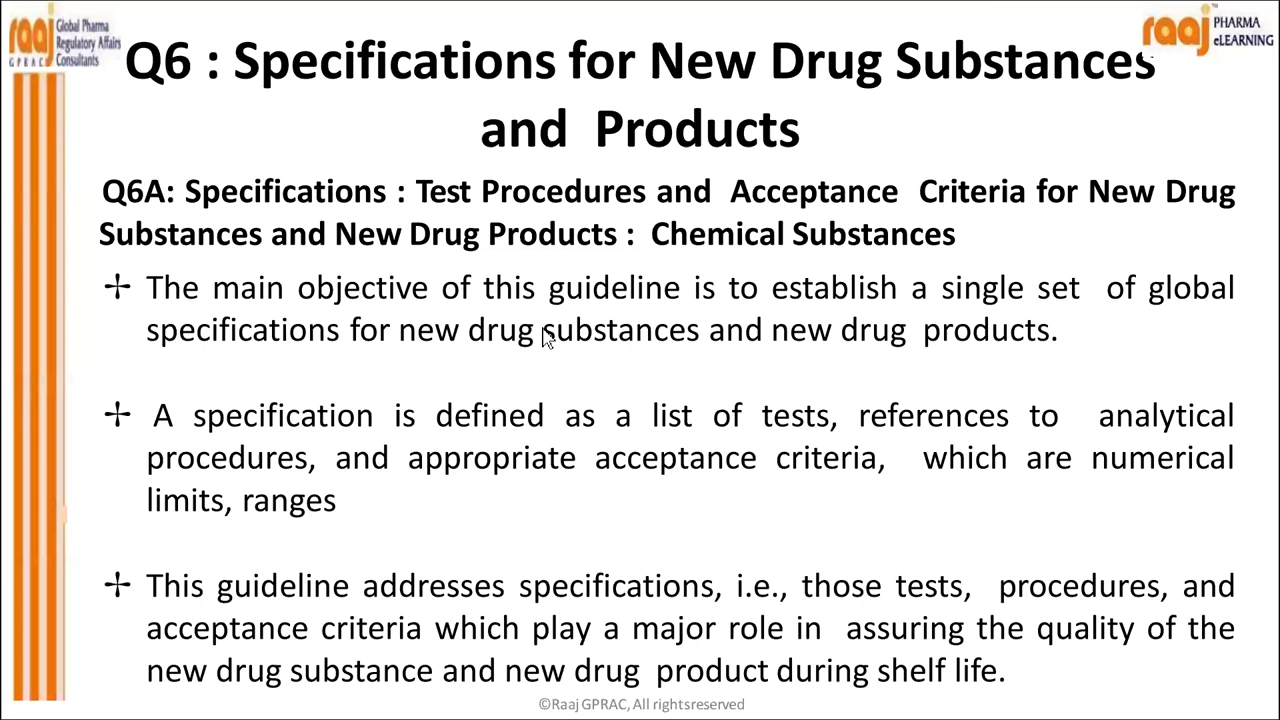 raaj Global Pharma
Regulatory Affairs
GPRAC Consultants
raaj PHARMA
eLEARNING
Q6 : Specifications for New Drug Substances
and Products
Q6A: Specifications : Test Procedures and Acceptance Criteria for New Drug
Substances and New Drug Products : Chemical Substances
✢ The main objective of this guideline is to establish a single set of global
specifications for new drug substances and new drug products.
✢ A specification is defined as a list of tests, references to analytical
procedures, and appropriate acceptance criteria, which are numerical
limits, ranges
✢ This guideline addresses specifications, i.e., those tests, procedures, and
acceptance criteria which play a major role in assuring the quality of the
new drug substance and new drug product during shelf life.
©Raaj GPRAC, All rightsreserved